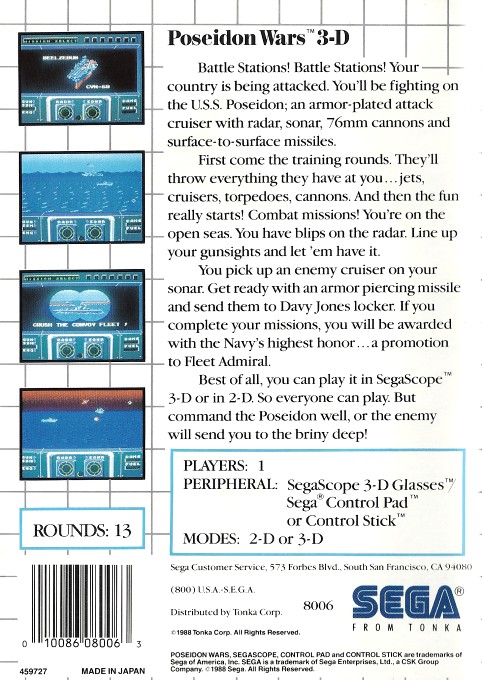 Poseidon Wars™ 3-D
Battle Stations! Battle Stations! Your
country is being attacked. You'll be fighting on
the U.S.S. Poseidon; an armor-plated attack
cruiser with radar, sonar, 76mm cannons and
surface-to-surface missiles.
First come the training rounds. They'll
throw everything they have at you...jets,
cruisers, torpedoes, cannons. And then the fun
really starts! Combat missions! You're on the
open seas. You have blips on the radar. Line up
your gunsights and let 'em have it.
You pick up an enemy cruiser on your
sonar. Get ready with an armor piercing missile
and send them to Davy Jones locker. If you
complete your missions, you will be awarded
with the Navy's highest honor...a promotion
to Fleet Admiral.
Best of all, you can play it in SegaScope™
3-D or in 2-D. So everyone can play. But
command the Poseidon well, or the enemy
will send you to the briny deep!
MISSION SELECT
BEELZEBUB
CVN-68
MISSION SELECT
CRUSH THE CONVOY FLEET
PLAYERS: 1
PERIPHERAL: SegaScope 3-D Glasses™/
Sega® Control Pad™
or Control Stick™
MODES: 2-D or 3-D
ROUNDS: 13
Sega Customer Service, 573 Forbes Blvd., South San Francisco, CA 94080
(800) U.S.A.-S.E.G.A.
Distributed by Tonka Corp.
8006
SEGA®
FROM TONKA
©1988 Tonka Corp. All Rights Reserved.
POSEIDON WARS, SEGASCOPE, CONTROL PAD and CONTROL STICK are trademarks of
Sega of America, Inc. SEGA is a trademark of Sega Enterprises, Ltd., a CSK Group
Company. ©1988 Sega. All Rights Reserved.
0 10086 08006 3
459727 MADE IN JAPAN